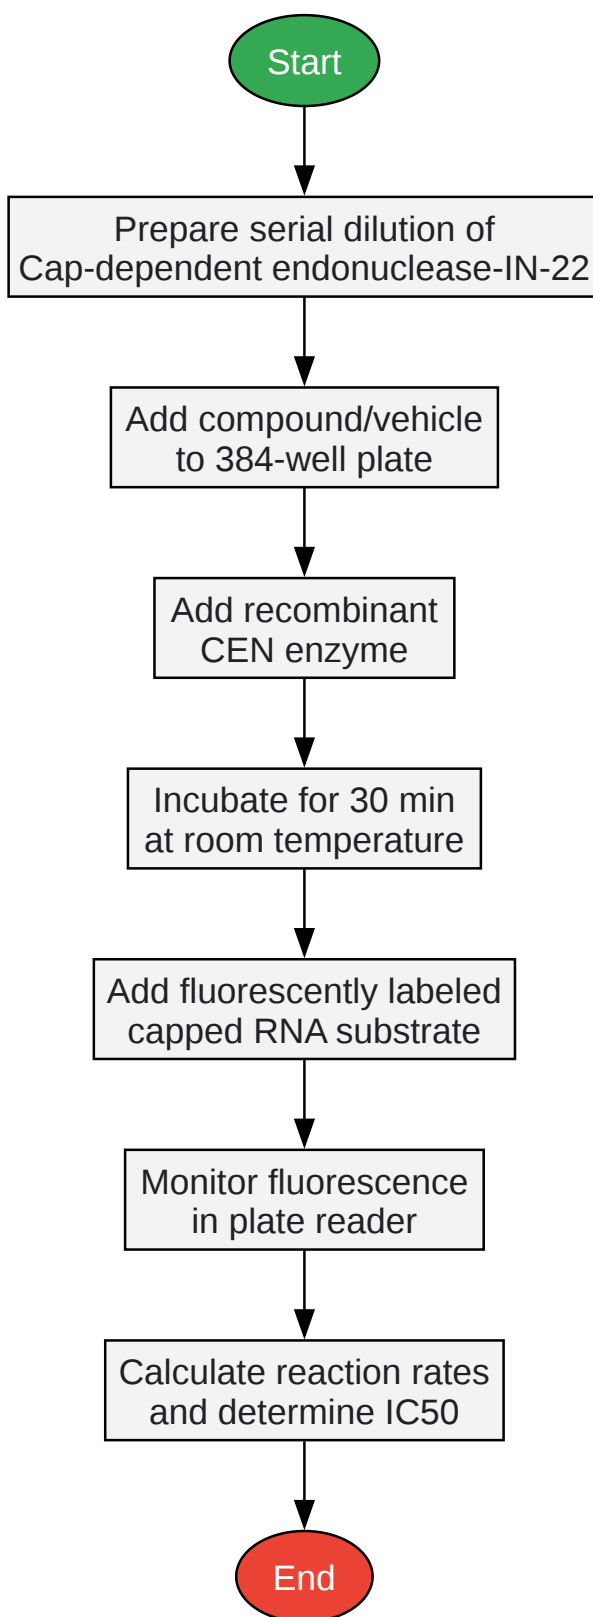 Start
Prepare serial dilution of
Cap-dependent endonuclease-IN-22
Add compound/vehicle
to 384-well plate
Add recombinant
CEN enzyme
Incubate for 30 min
at room temperature
Add fluorescently labeled
capped RNA substrate
Monitor fluorescence
in plate reader
Calculate reaction rates
and determine IC50
End